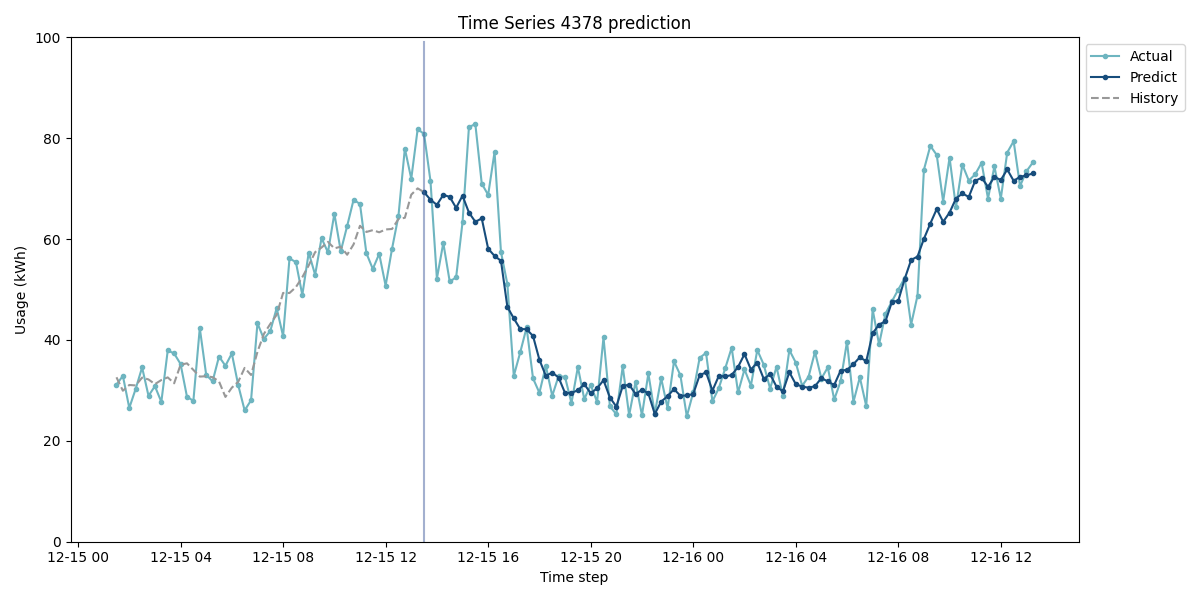 Time Series 4378 prediction
100
80
60
40
20
0
Usage (kWh)
12-15 00
12-15 04
12-15 08
12-15 12
12-15 16
12-15 20
12-16 00
12-16 04
12-16 08
12-16 12
Time step
Actual
Predict
History